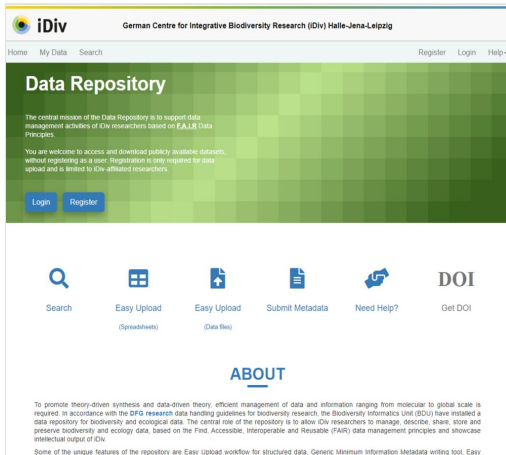 iDiv
German Centre for Integrative Biodiversity Research (iDiv) Halle-Jena-Leipzig
Home My Data Search Register Login Help
Data Repository
The central mission of the Data Repository is to support data
management activities of iDiv researchers based on F.A.I.R Data
Principles.
You are welcome to access and download publicly available datasets,
without registering as a user. Registration is only required for data
upload and is limited to iDiv-affiliated researchers.
Login Register
DOI
Search Easy Upload Easy Upload Submit Metadata Need Help? Get DOI
(Spreadsheets) (Data files)
ABOUT
To promote theory-driven synthesis and data-driven theory, efficient management of data and information ranging from molecular to global scale is
required. In accordance with the DFG research data handling guidelines for biodiversity research, the Biodiversity Informatics Unit (BDU) have installed a
data repository for biodiversity and ecological data. The central role of the repository is to allow iDiv researchers to manage, describe, share, store and
preserve biodiversity and ecology data, based on the Find, Accessible, Interoperable and Reusable (FAIR) data management principles and showcase
intellectual output of iDiv.
Some of the unique features of the repository are Easy Upload workflow for structured data, Generic Minimum Information Metadata writing tool, Easy